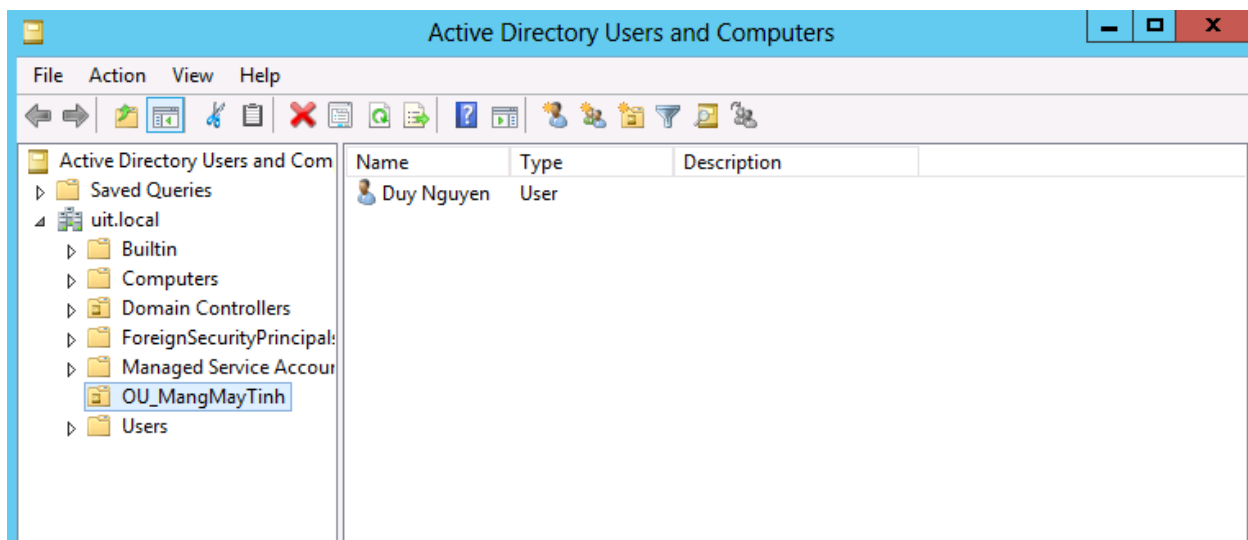 Active Directory Users and Computers
x
File Action View Help
?
Active Directory Users and Com
Saved Queries
uit.local
Builtin
Computers
Domain Controllers
ForeignSecurityPrincipals
Managed Service Accour
OU_MangMayTinh
Users
Name Type Description
Duy Nguyen User